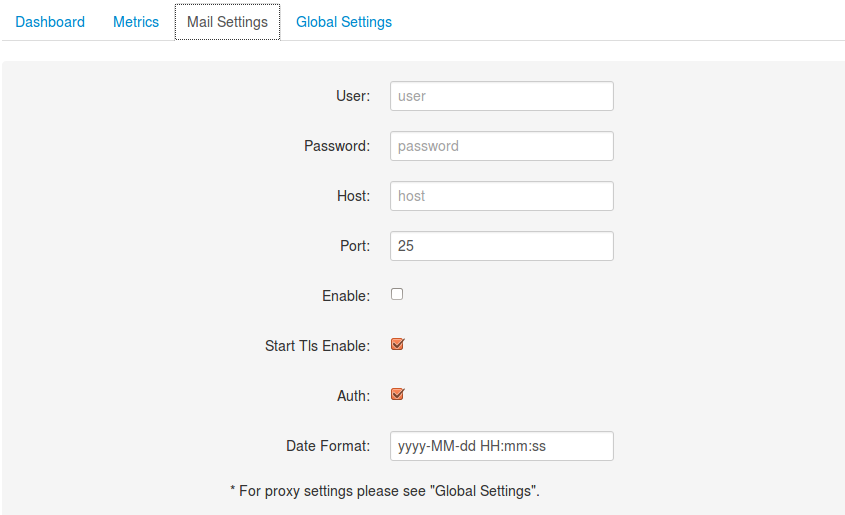 Dashboard Metrics Mail Settings Global Settings
User: user
Password: password
Host: host
Port: 25
Enable:
Start Tls Enable:
Auth:
Date Format: yyyy-MM-dd HH:mm:ss
* For proxy settings please see "Global Settings".